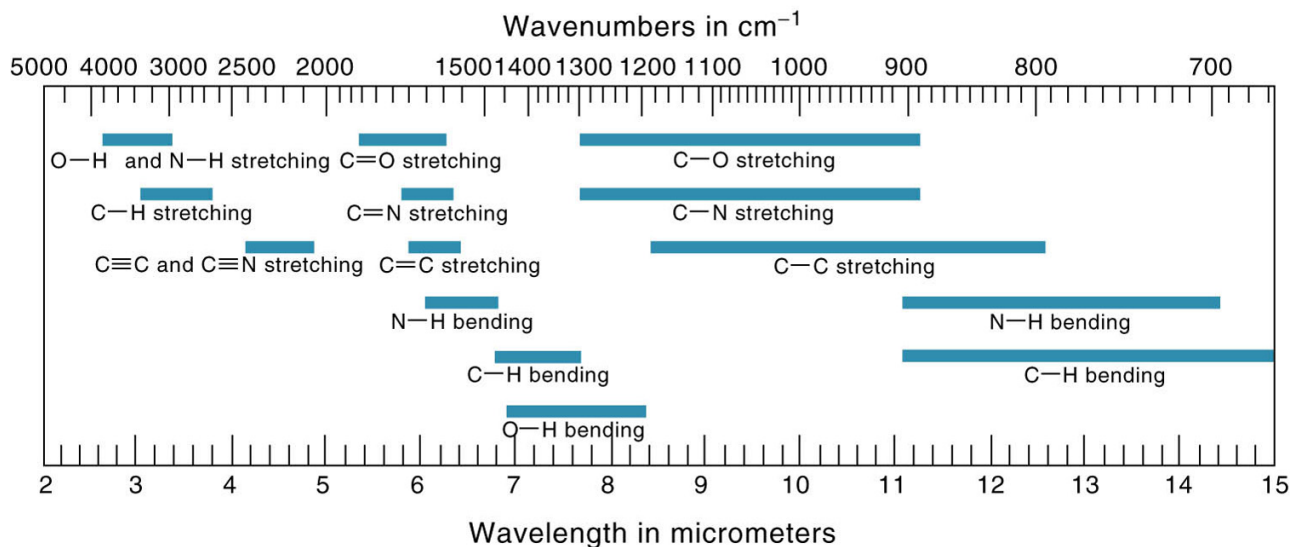 Wavenumbers in cm⁻¹
5000 4000 3000 2500 2000 1500 1400 1300 1200 1100 1000 900 800 700
O—H and N—H stretching C=O stretching C—O stretching
C—H stretching C=N stretching C—N stretching
C≡C and C≡N stretching C=C stretching C—C stretching
N—H bending N—H bending
C—H bending C—H bending
O—H bending
2 3 4 5 6 7 8 9 10 11 12 13 14 15
Wavelength in micrometers